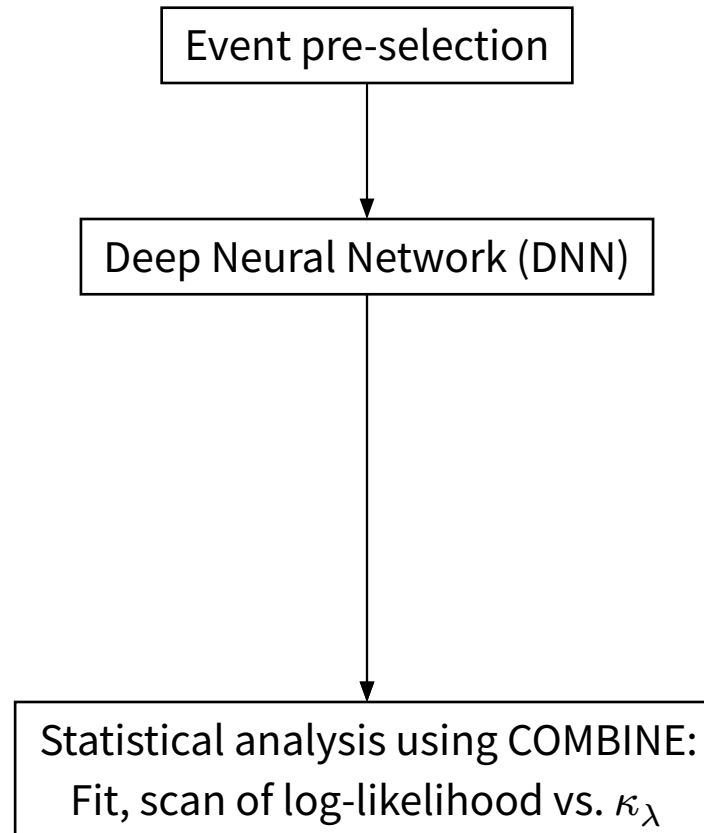 Event pre-selection
Deep Neural Network (DNN)
Statistical analysis using COMBINE:
Fit, scan of log-likelihood vs. κ_λ